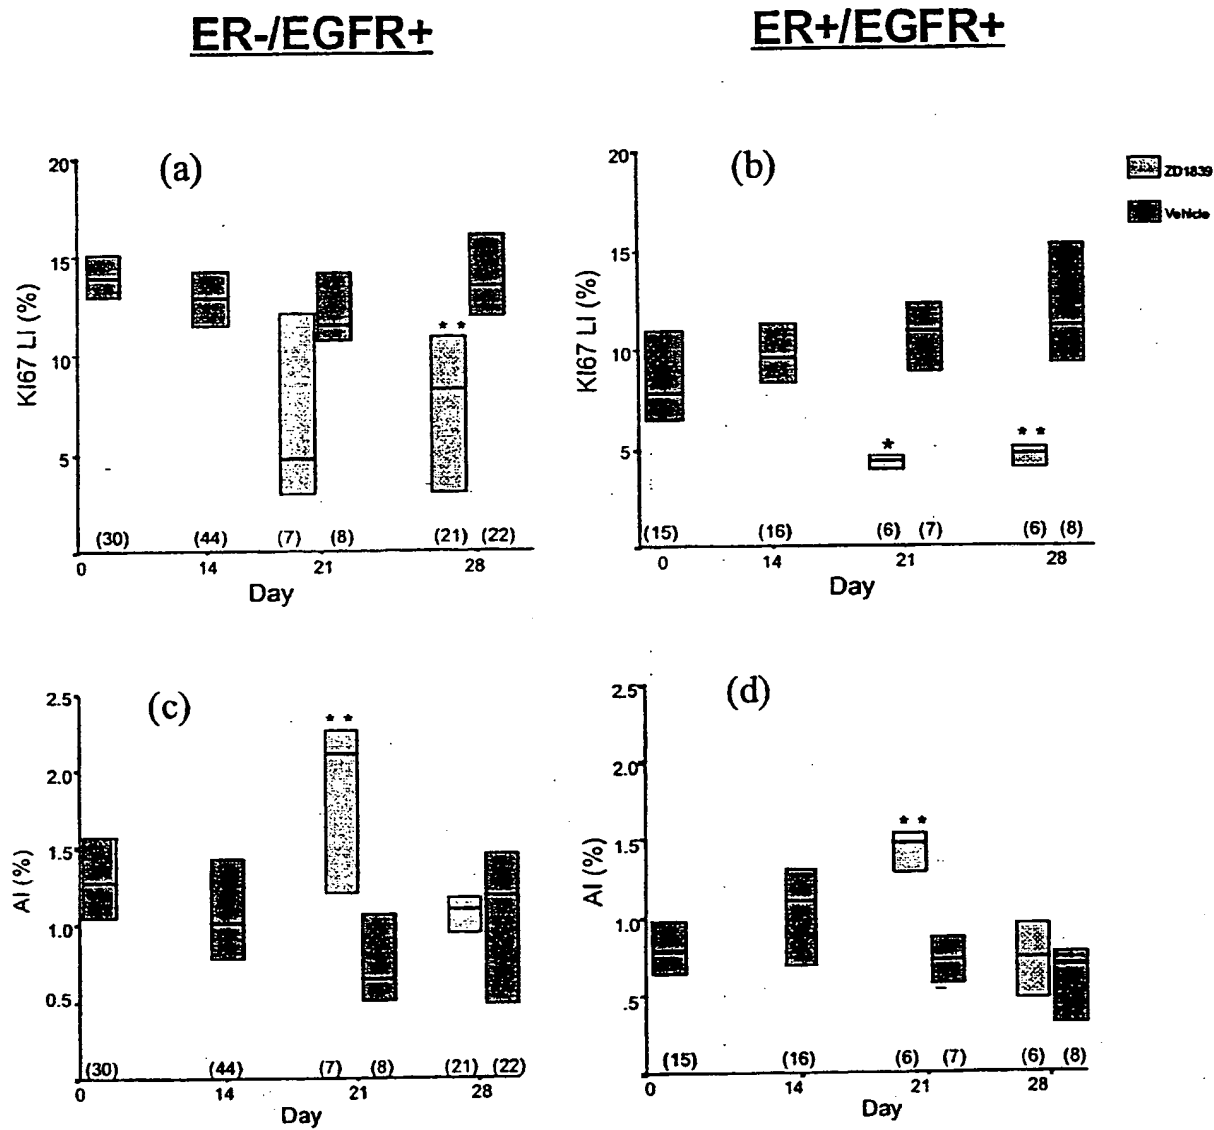 ER-/EGFR+
ER+/EGFR+
(a)
20
15
10
5
0
KI67 LI (%)
* *
(30) (44) (7) (8) (21) (22)
0 14 21 28
Day
(b)
20
15
10
5
KI67 LI (%)
*
* *
(15) (16) (6) (7) (6) (8)
0 14 21 28
Day
ZD1839
Vehicle
(c)
2.5
2.0
1.5
1.0
0.5
AI (%)
* *
(30) (44) (7) (8) (21) (22)
0 14 21 28
Day
(d)
2.5
2.0
1.5
1.0
.5
AI (%)
* *
(15) (16) (6) (7) (6) (8)
0 14 21 28
Day